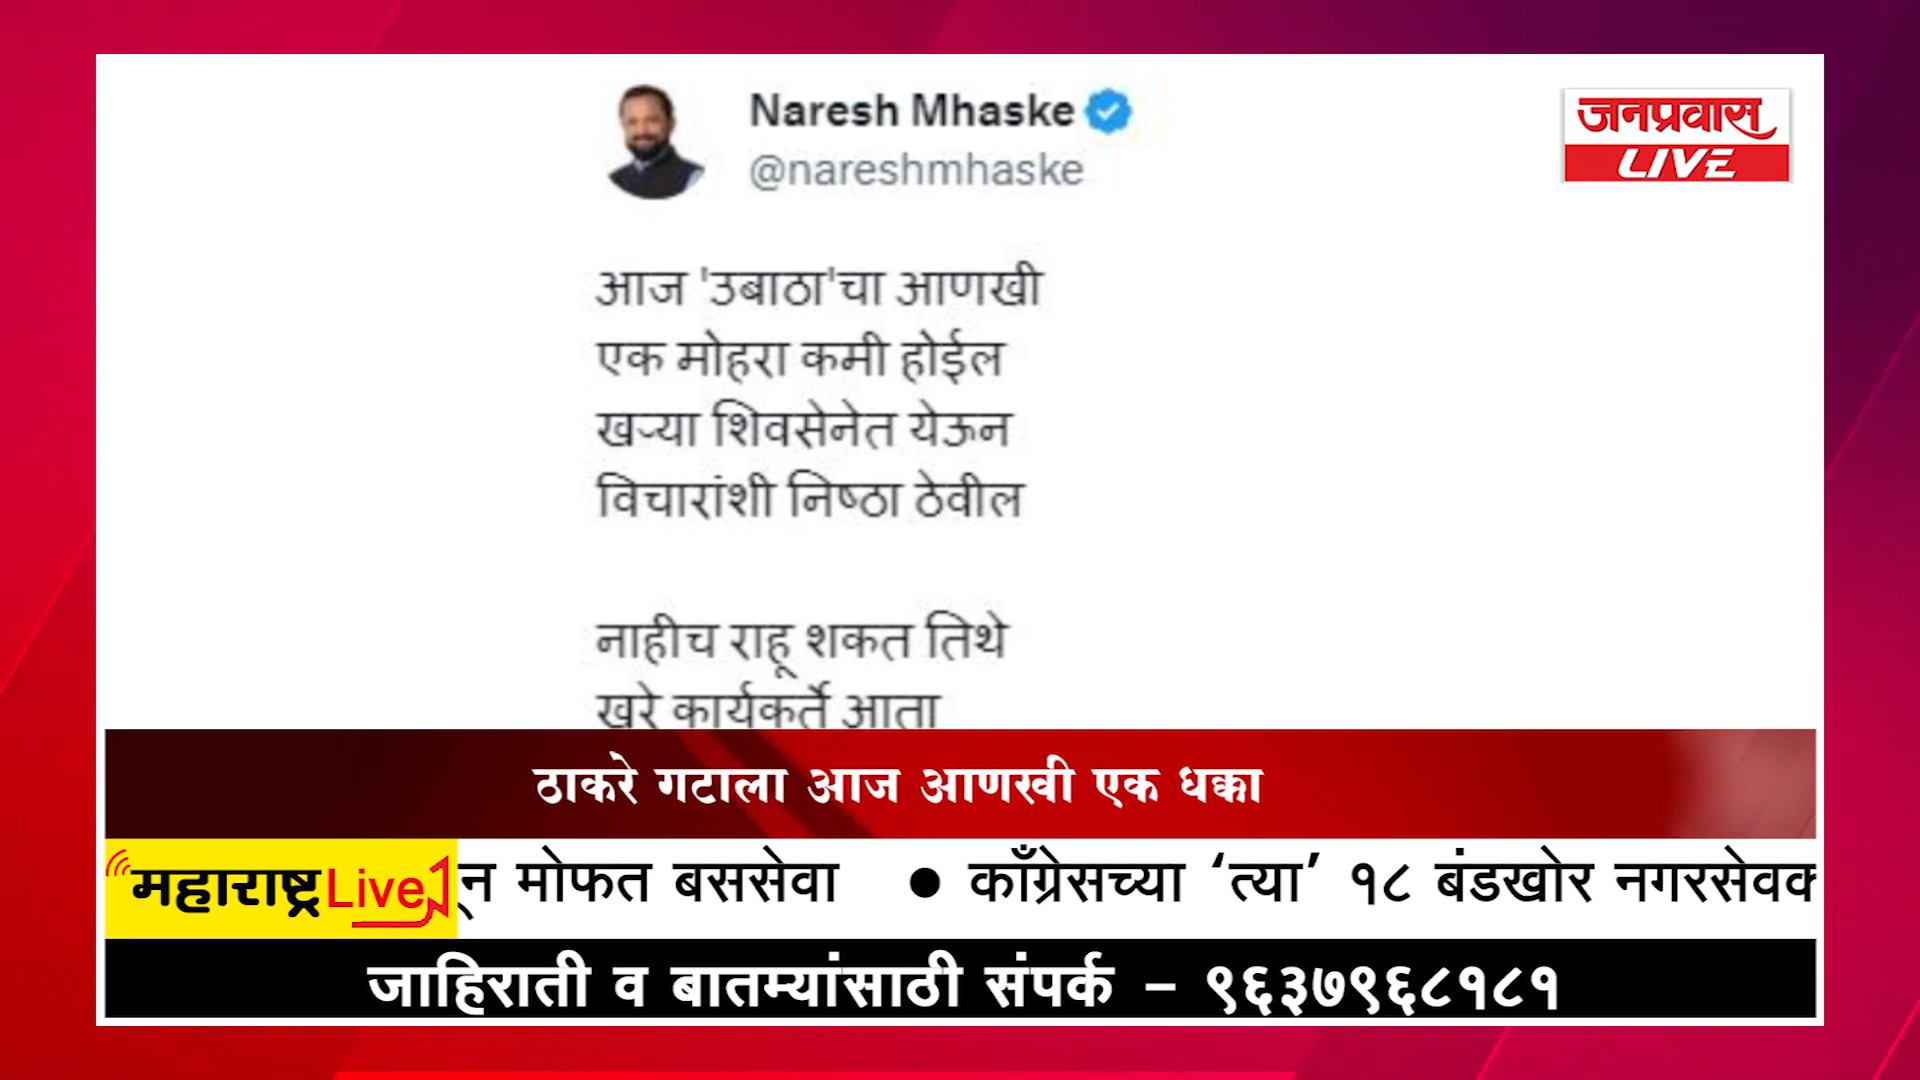 Naresh Mhaske
@nareshmhaske
जनप्रवास
LIVE
आज 'उबाठा'चा आणखी
एक मोहरा कमी होईल
खऱ्या शिवसेनेत येऊन
विचारांशी निष्ठा ठेवील
नाहीच राहू शकत तिथे
खरे कार्यकर्ते आता
ठाकरे गटाला आज आणखी एक धक्का
महाराष्ट्र Live1
मोफत बससेवा ● काँग्रेसच्या ‘त्या’ १८ बंडखोर नगरसेवक
जाहिराती व बातम्यांसाठी संपर्क – ९६३७९६८१८१